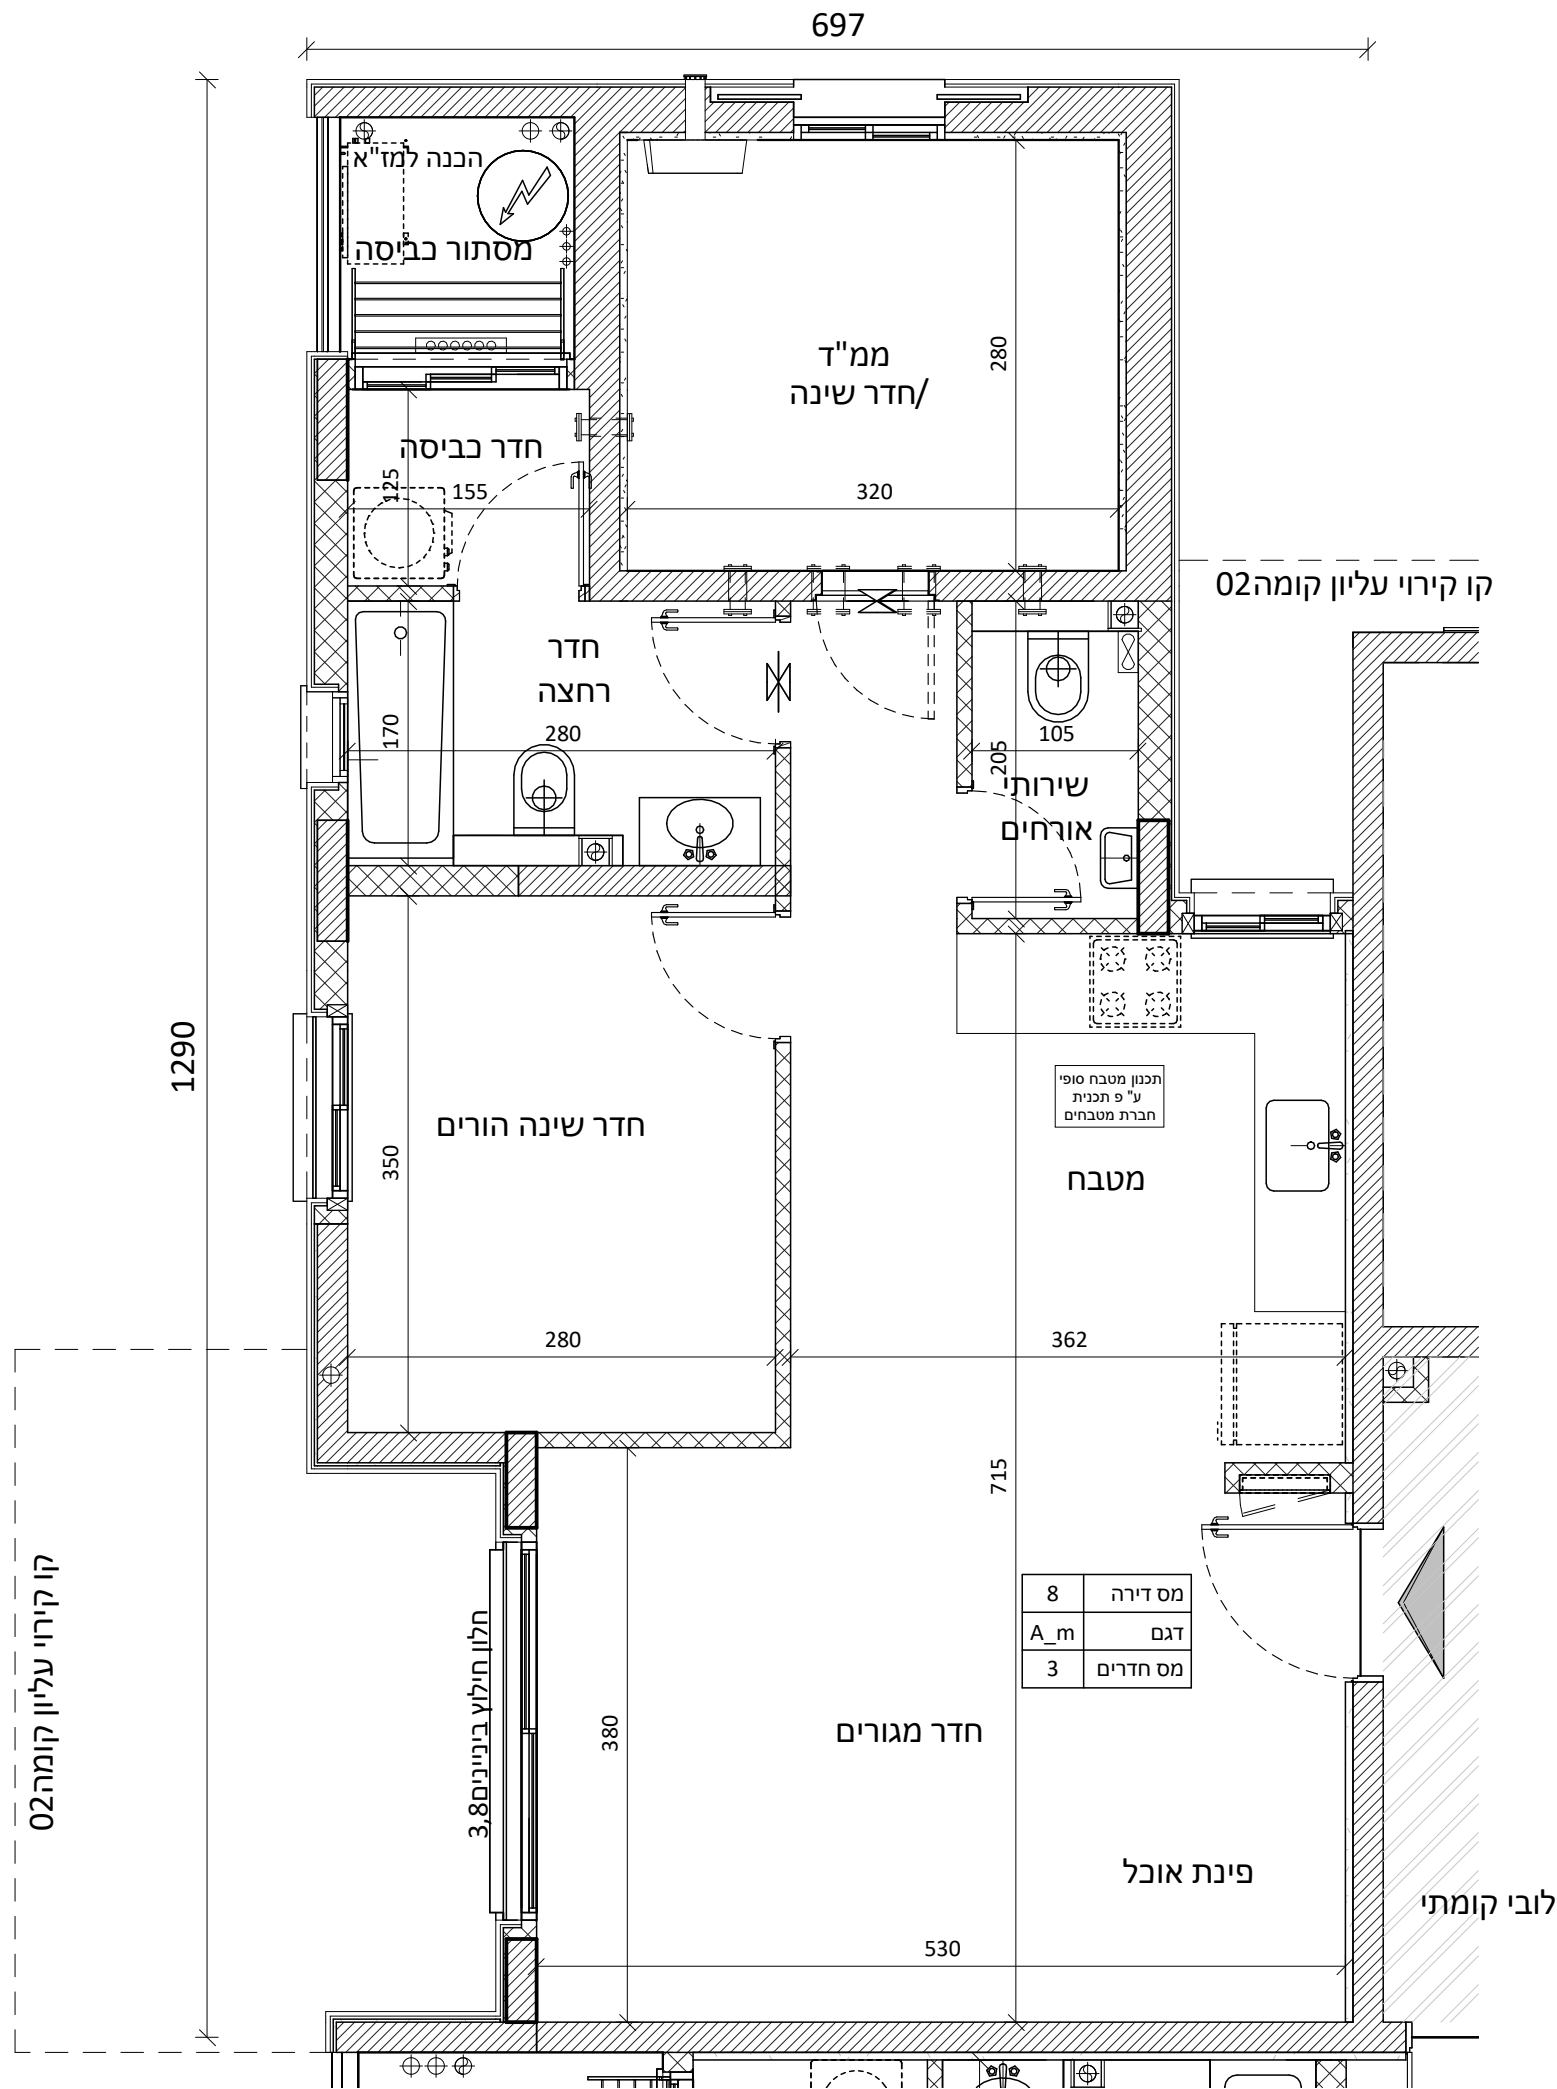 697
הכנה למז"א
מסתור כביסה
ממ"ד
/חדר שינה
280
320
חדר כביסה
125
155
קו קירוי עליון קומה02
חדר
רחצה
280
170
105
205
שירותי
אורחים
1290
תכנון מטבח סופי
ע" פ תכנית
חברת מטבחים
מטבח
חדר שינה הורים
350
280
362
715
קו קירוי עליון קומה02
חלון חילוץ ביניינים3,8
מס דירה 8
דגם A_m
מס חדרים 3
380
חדר מגורים
פינת אוכל
לובי קומתי
530